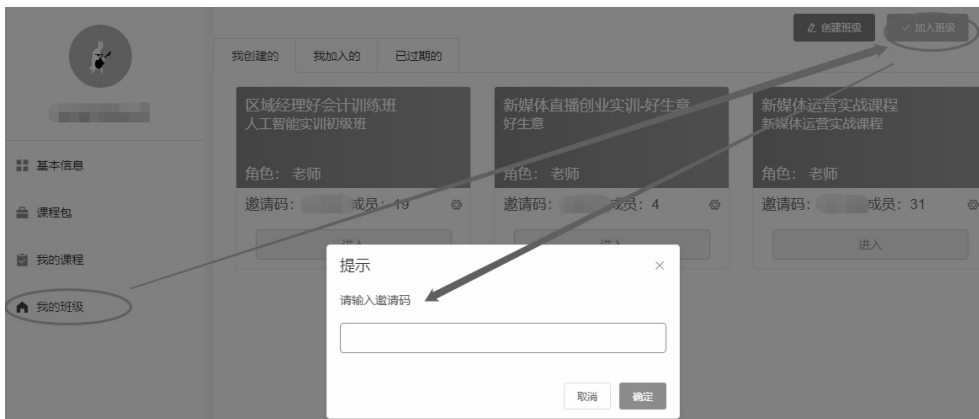 创建班级
加入班级
我创建的
我加入的
已过期的
区域经理好会计训练班
人工智能实训初级班
角色： 老师
邀请码： 成员： 19
进入
新媒体直播创业实训-好生意
好生意
角色： 老师
邀请码： 成员： 4
进入
新媒体运营实战课程
新媒体运营实战课程
角色： 老师
邀请码： 成员： 31
进入
基本信息
课程包
我的课程
我的班级
提示
请输入邀请码
取消
确定